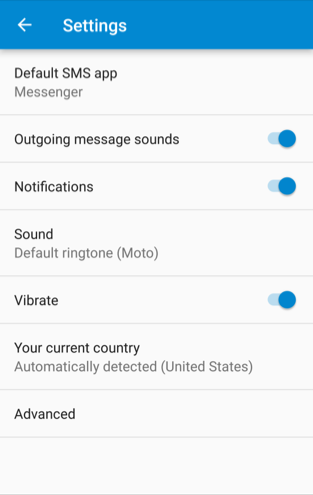 Settings
Default SMS app
Messenger
Outgoing message sounds
Notifications
Sound
Default ringtone (Moto)
Vibrate
Your current country
Automatically detected (United States)
Advanced